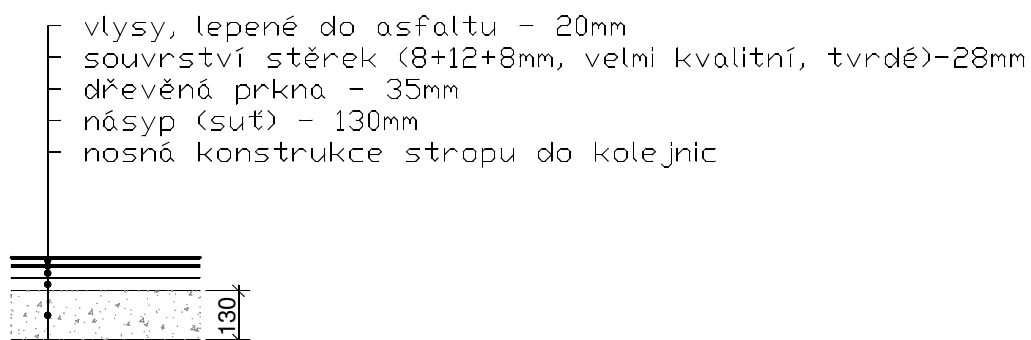 vlysy, lepené do asfaltu - 20mm
souvrství stěrek (8+12+8mm, velmi kvalitní, tvrdé)-28mm
dřevěná prkna - 35mm
násyp (suť) - 130mm
nosná konstrukce stropu do kolejnic
130